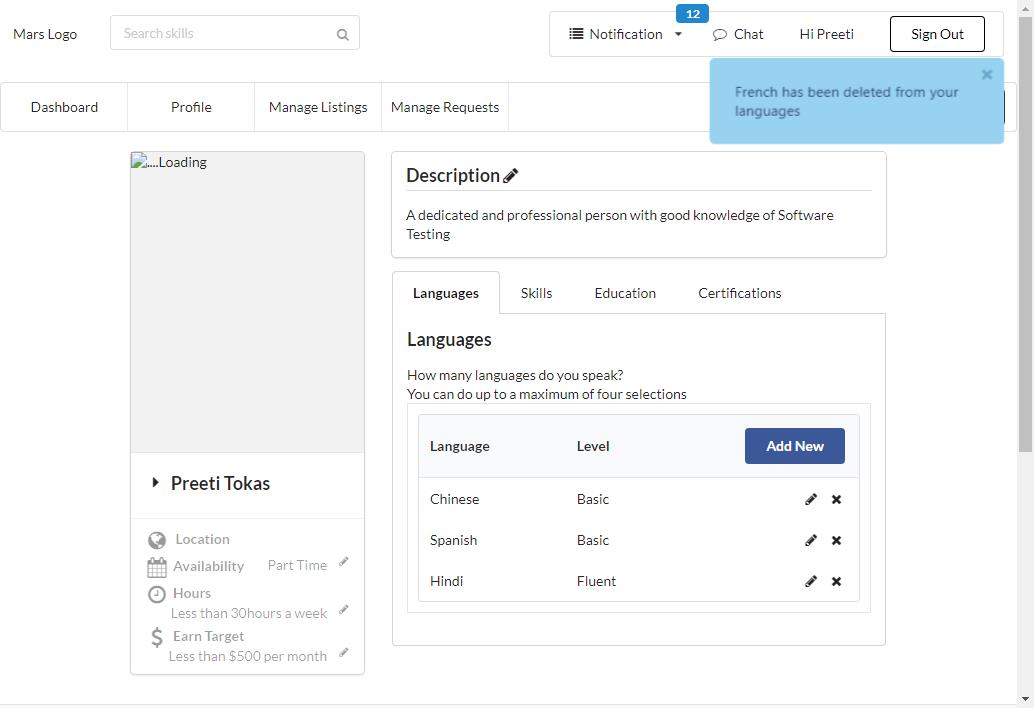 Mars Logo
Search skills
12
Notification
Chat
Hi Preeti
Sign Out
French has been deleted from your
languages
Dashboard
Profile
Manage Listings
Manage Requests
....Loading
Description
A dedicated and professional person with good knowledge of Software
Testing
Languages
Skills
Education
Certifications
Languages
How many languages do you speak?
You can do up to a maximum of four selections
Language Level Add New
Chinese Basic
Spanish Basic
Hindi Fluent
Preeti Tokas
Location
Availability Part Time
Hours
Less than 30hours a week
Earn Target
Less than $500 per month